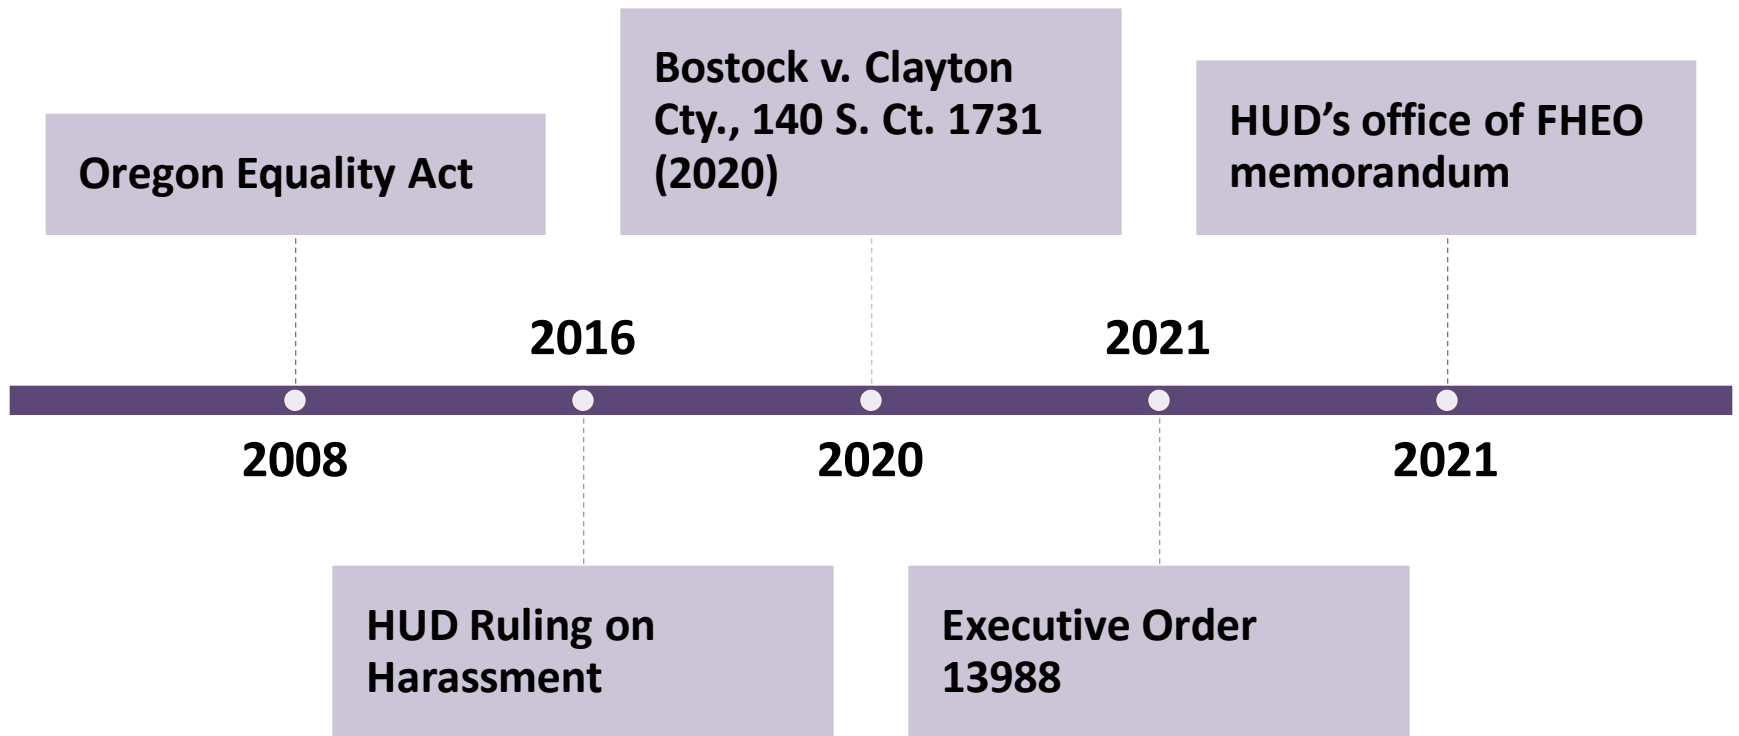 Oregon Equality Act
2008
2016
HUD Ruling on
Harassment
Bostock v. Clayton
Cty., 140 S. Ct. 1731
(2020)
2020
2021
Executive Order
13988
HUD’s office of FHEO
memorandum
2021